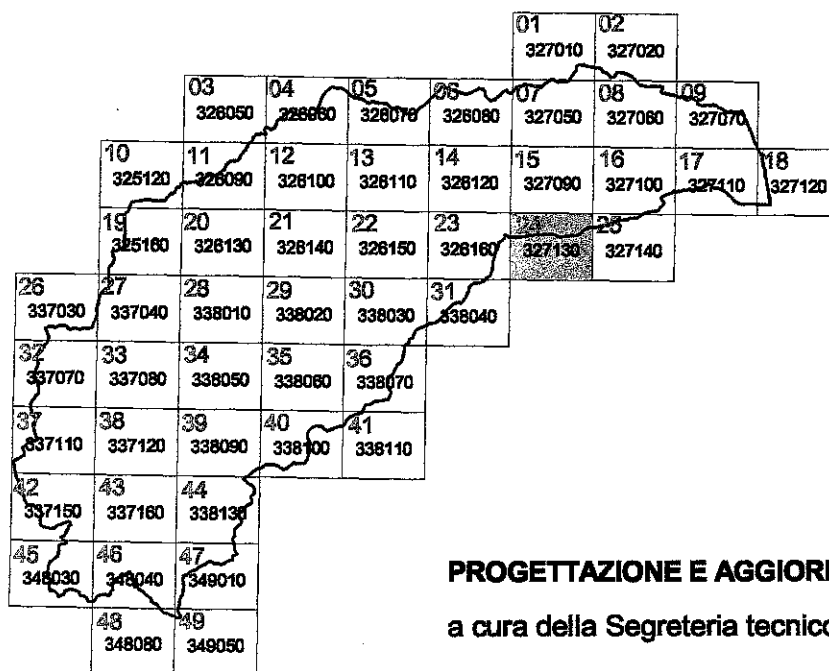 01 02
327010 327020
03 04 05 06 07 08 09
326050 326060 326070 326080 327050 327060 327070
10 11 12 13 14 15 16 17 18
325120 326090 326100 326110 326120 327090 327100 327110 327120
19 20 21 22 23 24 25
325160 326130 326140 326150 326160 327130 327140
26 27 28 29 30 31
337030 337040 338010 338020 338030 338040
32 33 34 35 36
337070 337080 338050 338060 338070
37 38 39 40 41
337110 337120 338090 338100 338110
42 43 44
337150 337160 338130
45 46 47
348030 348040 349010
48 49
348080 349050
PROGETTAZIONE E AGGIOR
a cura della Segreteria tecnico